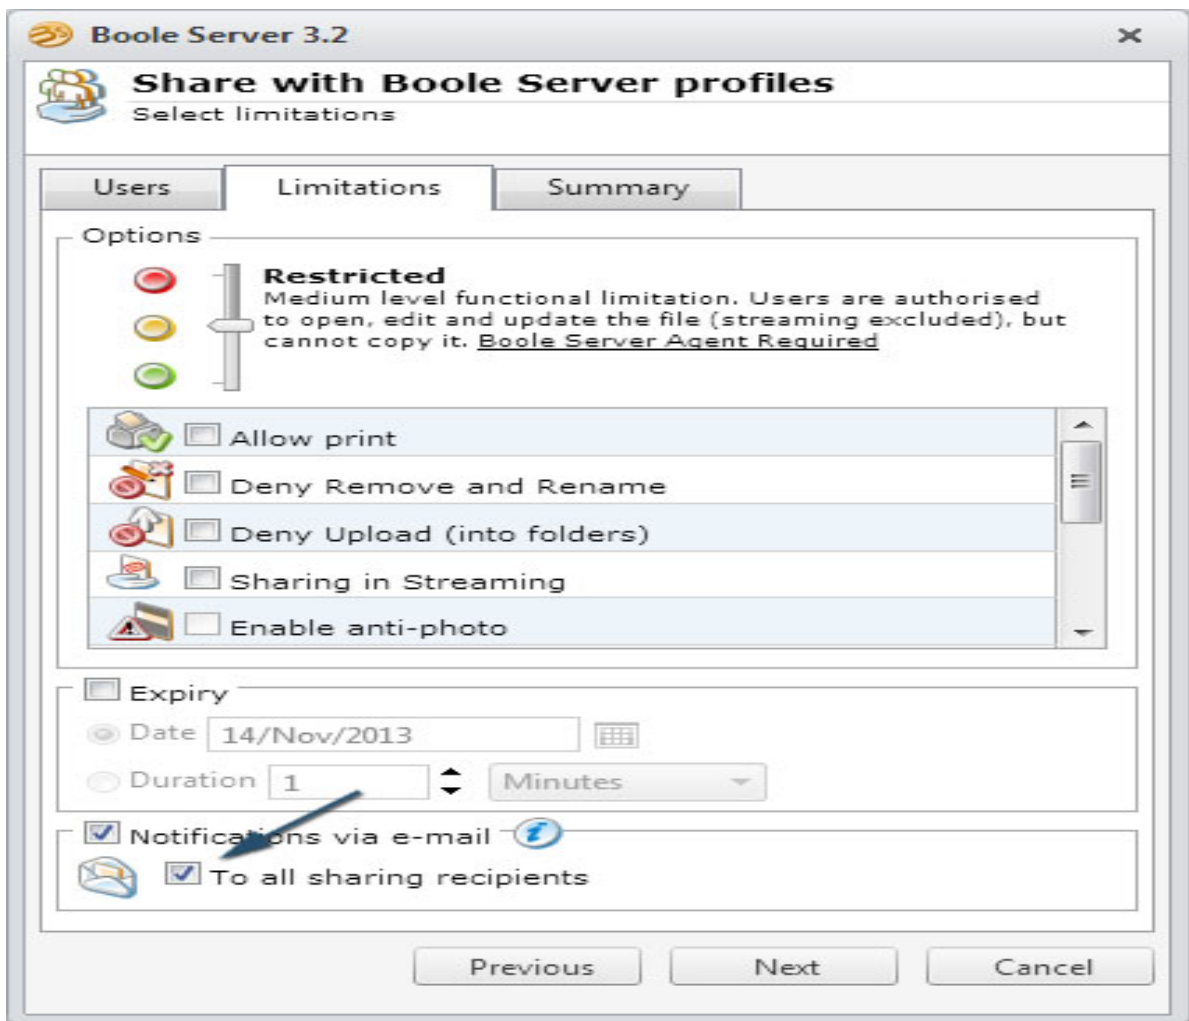 Boole Server 3.2
Share with Boole Server profiles
Select limitations
Users Limitations Summary
Options
Restricted
Medium level functional limitation. Users are authorised
to open, edit and update the file (streaming excluded), but
cannot copy it. Boole Server Agent Required
Allow print
Deny Remove and Rename
Deny Upload (into folders)
Sharing in Streaming
Enable anti-photo
Expiry
Date 14/Nov/2013
Duration 1 Minutes
Notifications via e-mail
To all sharing recipients
Previous Next Cancel